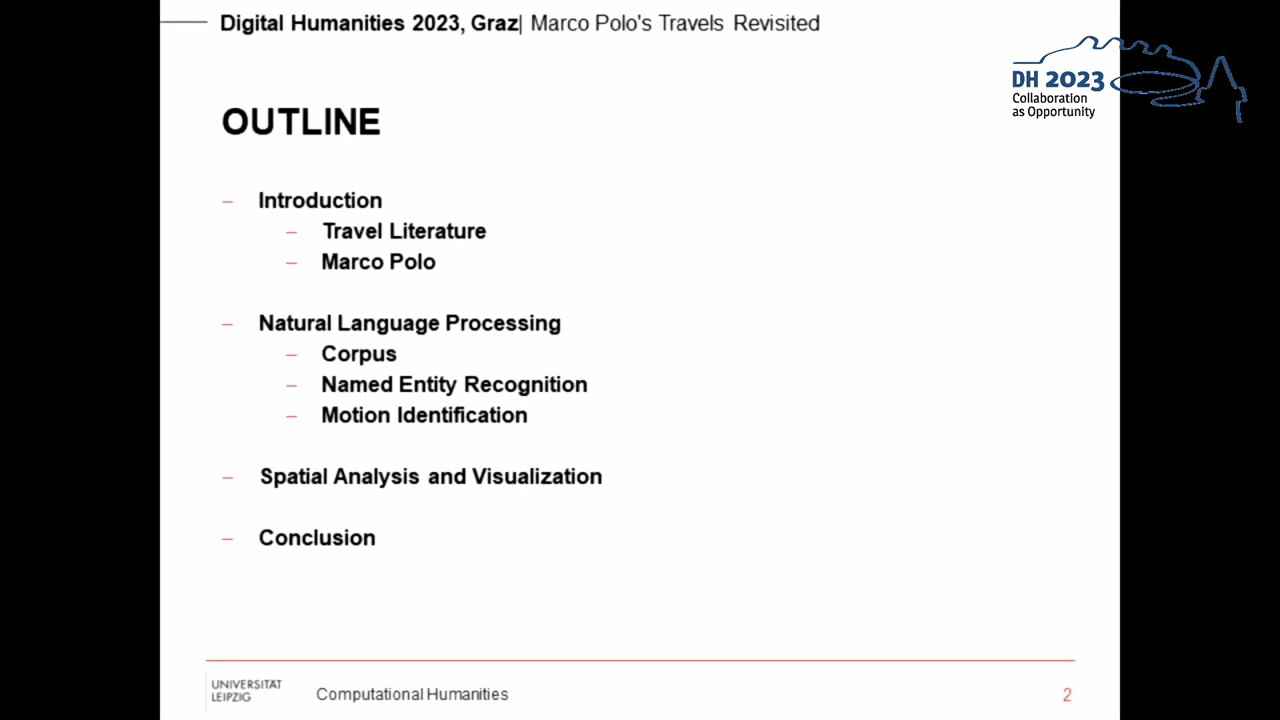 Digital Humanities 2023, Graz| Marco Polo's Travels Revisited
DH 2023
Collaboration
as Opportunity
OUTLINE
– Introduction
– Travel Literature
– Marco Polo
– Natural Language Processing
– Corpus
– Named Entity Recognition
– Motion Identification
– Spatial Analysis and Visualization
– Conclusion
UNIVERSITÄT
LEIPZIG
Computational Humanities
2